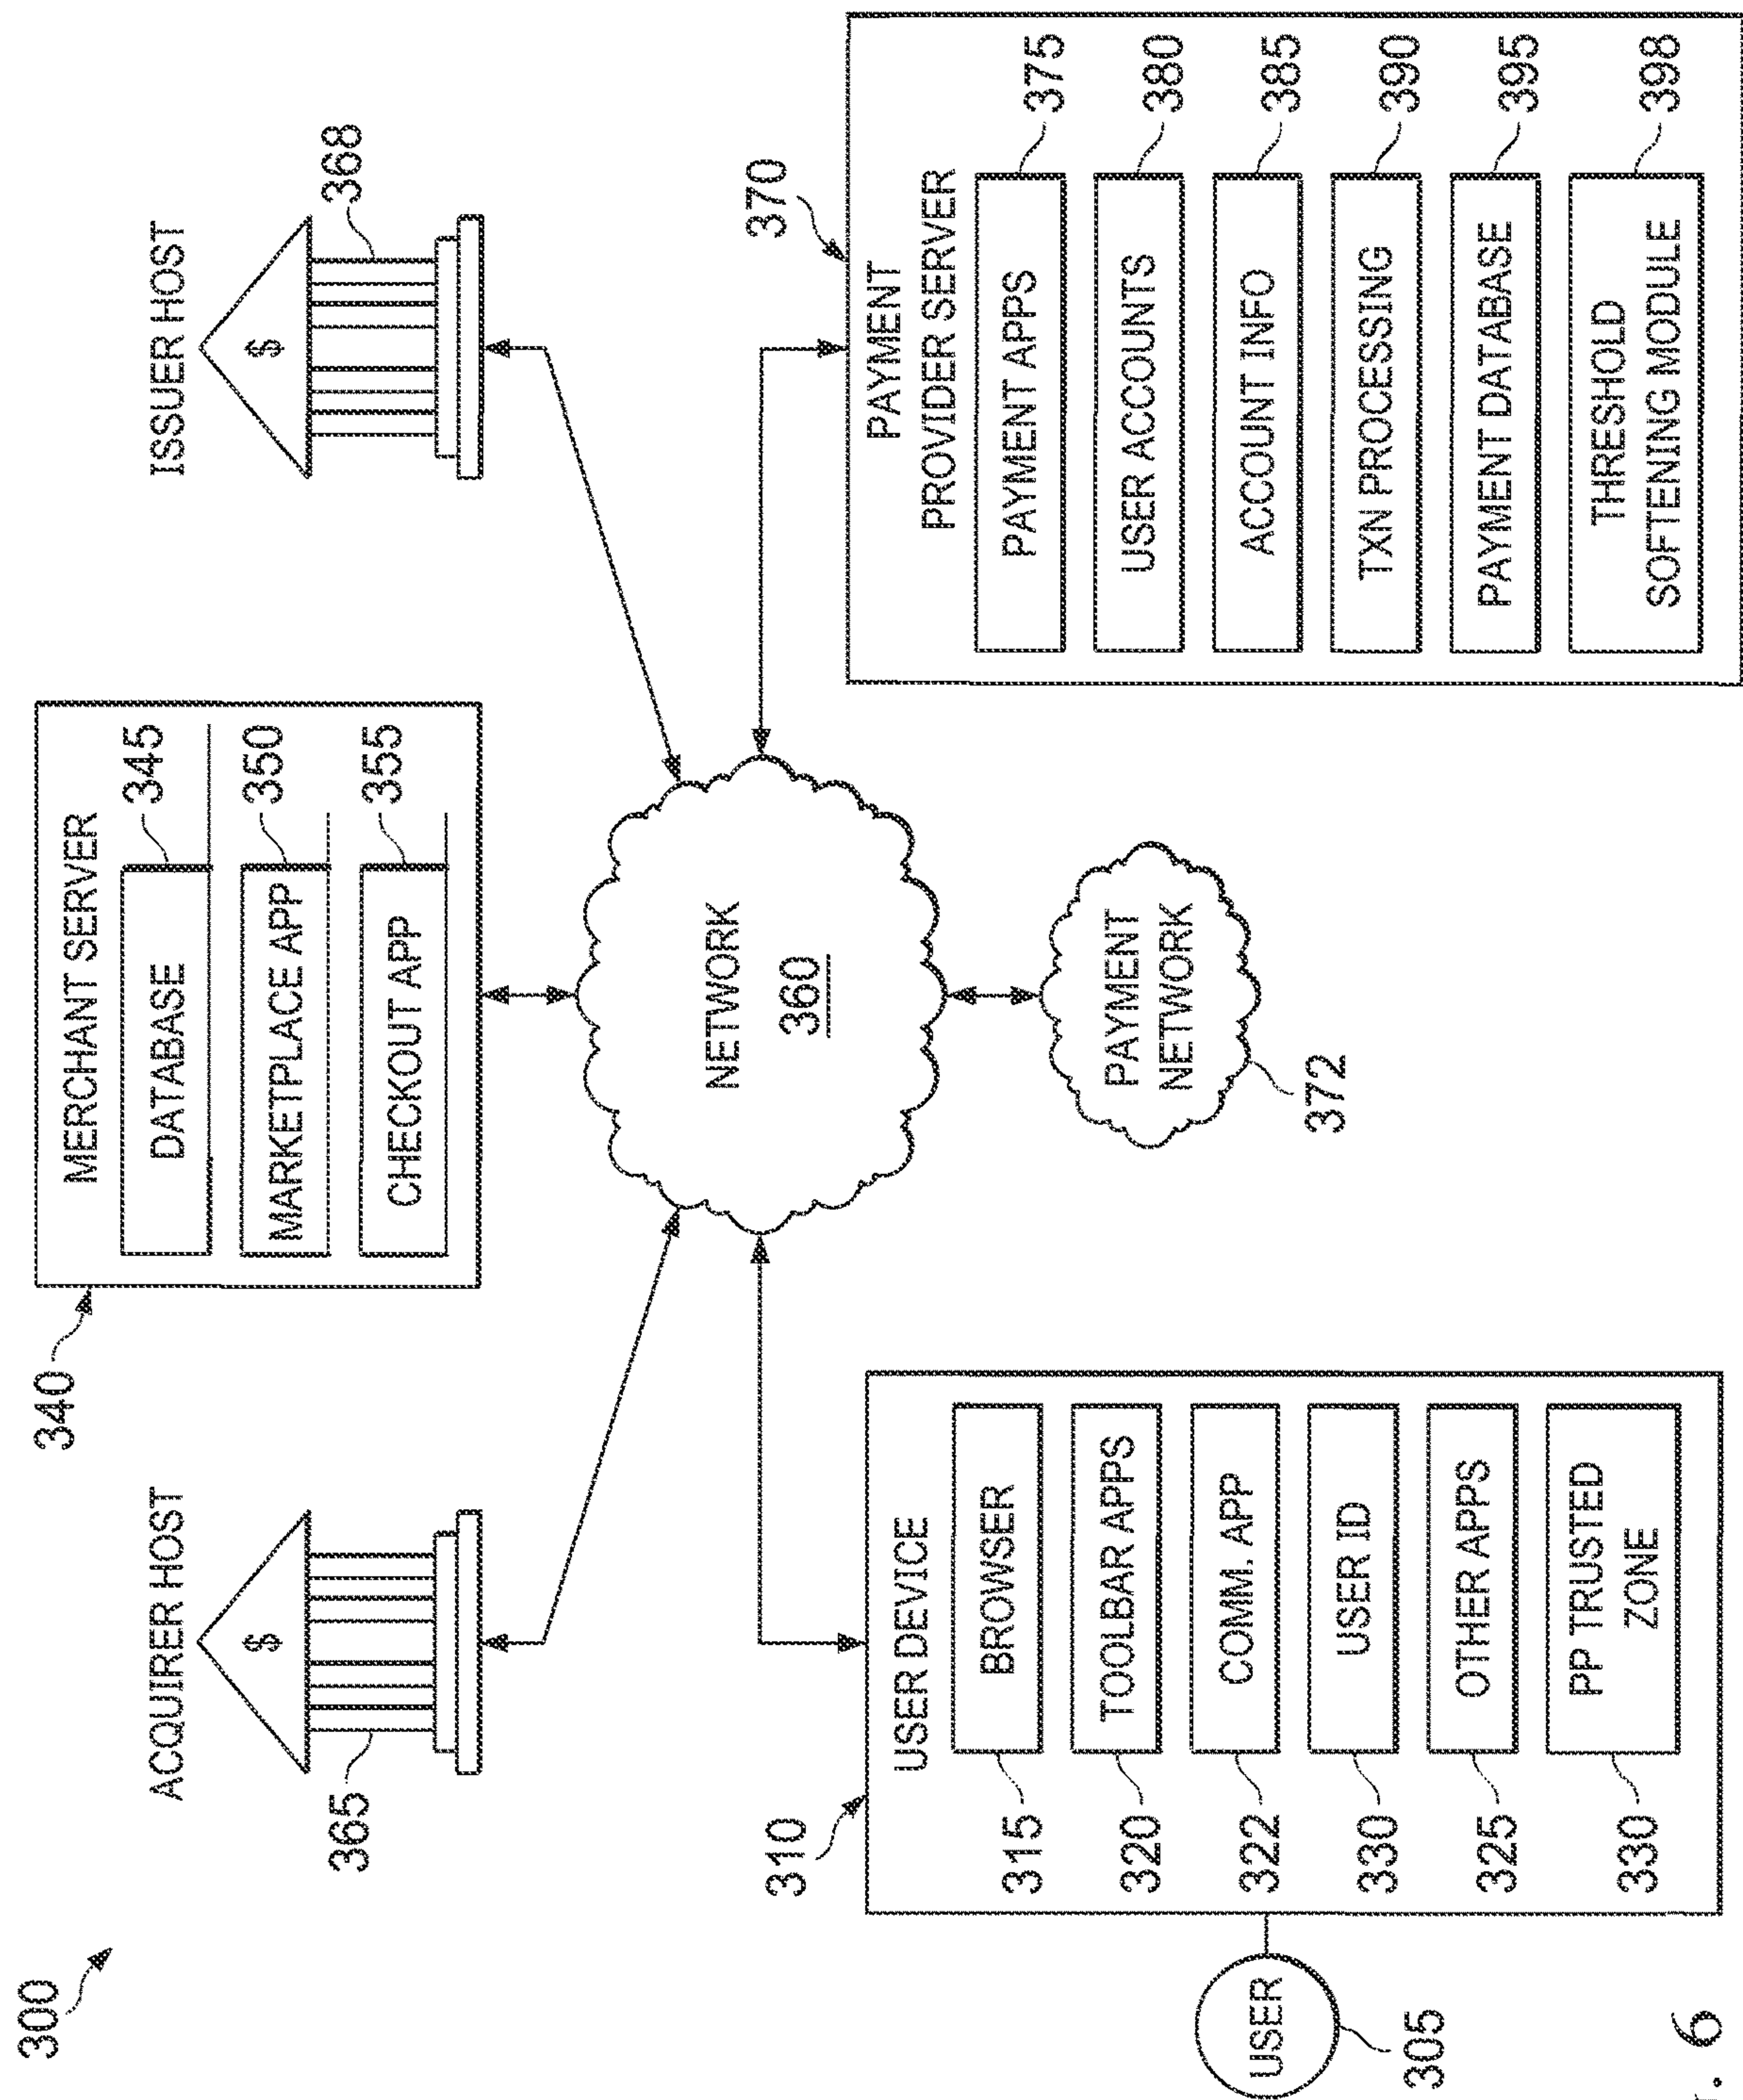 300
ACQUIRER HOST
$
365
340
MERCHANT SERVER
DATABASE
345
MARKETPLACE APP
350
CHECKOUT APP
355
ISSUER HOST
$
368
NETWORK
360
PAYMENT
NETWORK
372
310
USER DEVICE
315
BROWSER
320
TOOLBAR APPS
322
COMM. APP
330
USER ID
325
OTHER APPS
330
PP TRUSTED
ZONE
USER
305
370
PAYMENT
PROVIDER SERVER
PAYMENT APPS
375
USER ACCOUNTS
380
ACCOUNT INFO
385
TXN PROCESSING
390
PAYMENT DATABASE
395
THRESHOLD
SOFTENING MODULE
398
6